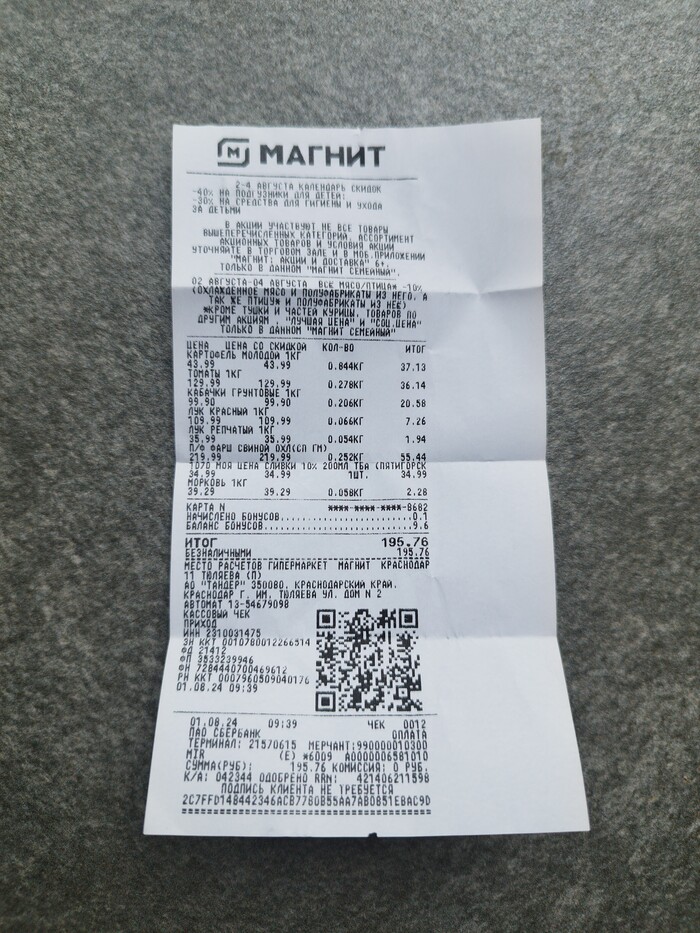 МАГНИТ
2-4 АВГУСТА КАЛЕНДАРЬ СКИДОК
-40% НА ПОДГУЗНИКИ ДЛЯ ДЕТЕЙ;
-30% НА СРЕДСТВА ДЛЯ ГИГИЕНЫ И УХОДА
ЗА ДЕТЬМИ
В АКЦИИ УЧАСТВУЮТ НЕ ВСЕ ТОВАРЫ
ВЫШЕПЕРЕЧИСЛЕННЫХ КАТЕГОРИЙ. АССОРТИМЕНТ
АКЦИОННЫХ ТОВАРОВ И УСЛОВИЯ АКЦИИ
УТОЧНЯЙТЕ В ТОРГОВОМ ЗАЛЕ И В МОБ.ПРИЛОЖЕНИИ
"МАГНИТ: АКЦИИ И ДОСТАВКА" 6+.
ТОЛЬКО В ДАННОМ "МАГНИТ СЕМЕЙНЫЙ".
02 АВГУСТА-04 АВГУСТА ВСЕ МЯСО/ПТИЦА* -10%
(ОХЛАЖДЕННОЕ МЯСО И ПОЛУФАБРИКАТЫ ИЗ НЕГО, А
ТАК ЖЕ ПТИЦУ* И ПОЛУФАБРИКАТЫ ИЗ НЕЕ)
*КРОМЕ ТУШКИ И ЧАСТЕЙ КУРИЦЫ, ТОВАРОВ ПО
ДРУГИМ АКЦИЯМ , "ЛУЧШАЯ ЦЕНА" И "СОЦ.ЦЕНА"
ТОЛЬКО В ДАННОМ "МАГНИТ СЕМЕЙНЫЙ"
ЦЕНА ЦЕНА СО СКИДКОЙ КОЛ-ВО ИТОГ
КАРТОФЕЛЬ МОЛОДОЙ 1КГ
43.99 43.99 0.844КГ 37.13
ТОМАТЫ 1КГ
129.99 129.99 0.278КГ 36.14
КАБАЧКИ ГРУНТОВЫЕ 1КГ
99.90 99.90 0.206КГ 20.58
ЛУК КРАСНЫЙ 1КГ
109.99 109.99 0.066КГ 7.26
ЛУК РЕПЧАТЫЙ 1КГ
35.99 35.99 0.054КГ 1.94
П/Ф ФАРШ СВИНОЙ ОХЛ(СП ГМ)
219.99 219.99 0.252КГ 55.44
1070 МОЯ ЦЕНА СЛИВКИ 10% 200МЛ ТБА (ПЯТИГОРСК
34.99 34.99 1ШТ. 34.99
МОРКОВЬ 1КГ
39.29 39.29 0.058КГ 2.28
КАРТА N ****-****-****-8682
НАЧИСЛЕНО БОНУСОВ......................0.1
БАЛАНС БОНУСОВ.........................9.6
ИТОГ 195.76
БЕЗНАЛИЧНЫМИ 195.76
МЕСТО РАСЧЕТОВ ГИПЕРМАРКЕТ МАГНИТ КРАСНОДАР
11 ТЮЛЯЕВА (П)
АО "ТАНДЕР" 350080, КРАСНОДАРСКИЙ КРАЙ,
КРАСНОДАР Г. ИМ. ТЮЛЯЕВА УЛ. ДОМ N 2
АВТОМАТ 13-54679098
КАССОВЫЙ ЧЕК
ПРИХОД
ИНН 2310031475
ЗН ККТ 0010780012266514
ФД 21412
ФП 3533239946
ФН 7284440700469612
РН ККТ 0007960509040176
01.08.24 09:39
01.08.24 09:39 ЧЕК 0012
ПАО СБЕРБАНК ОПЛАТА
ТЕРМИНАЛ: 21570615 МЕРЧАНТ:990000010300
MIR (E) *6009 A0000006581010
СУММА(РУБ): 195.76 КОМИССИЯ: 0 РУБ.
К/А: 042344 ОДОБРЕНО RRN: 421406211598
ПОДПИСЬ КЛИЕНТА НЕ ТРЕБУЕТСЯ
2C7FFD148442346ACB7780B55AA7AB0851EBAC9D